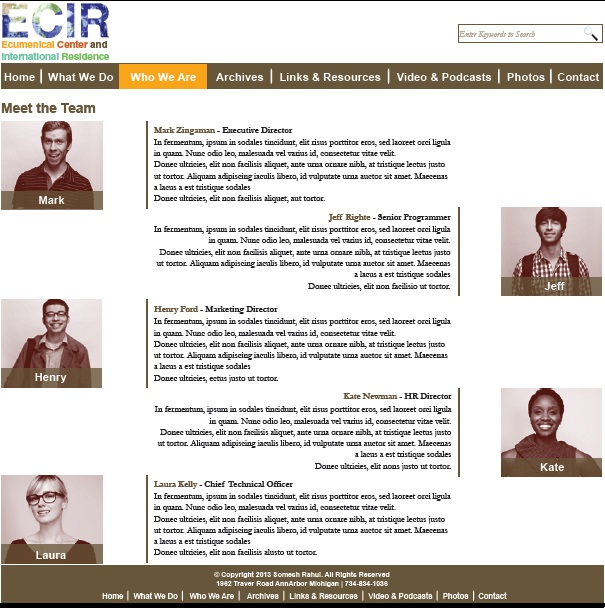 ECIR
Ecumenical Center and
International Residence
Enter Keywords to Search
Home | What We Do Who We Are Archives | Links & Resources | Video & Podcasts | Photos | Contact
Meet the Team
Mark Zingaman - Executive Director
In fermentum, ipsum in sodales tincidunt, elit risus porttitor eros, sed laoreet orci ligula
in quam. Nunc odio leo, malesuada vel varius id, consectetur vitae velit.
Donec ultricies, elit non facilisis aliquet, ante urna ornare nibh, at tristique lectus justo
ut tortor. Aliquam adipiscing iaculis libero, id vulputate urna auctor sit amet. Maecenas
a lacus a est tristique sodales
Donec ultricies, elit non facilisis aliquet, aut tortor.
Mark
Jeff Righte - Senior Programmer
In fermentum, ipsum in sodales tincidunt, elit risus porttitor eros, sed laoreet orci ligula
in quam. Nunc odio leo, malesuada vel varius id, consectetur vitae velit.
Donec ultricies, elit non facilisis aliquet, ante urna ornare nibh, at tristique lectus justo
ut tortor. Aliquam adipiscing iaculis libero, id vulputate urna auctor sit amet. Maecenas
a lacus a est tristique sodales
Donec ultricies, elit non facilisio ut tortor.
Jeff
Henry Ford - Marketing Director
In fermentum, ipsum in sodales tincidunt, elit risus porttitor eros, sed laoreet orci ligula
in quam. Nunc odio leo, malesuada vel varius id, consectetur vitae velit.
Donec ultricies, elit non facilisis aliquet, ante urna ornare nibh, at tristique lectus justo
ut tortor. Aliquam adipiscing iaculis libero, id vulputate urna auctor sit amet. Maecenas
a lacus a est tristique sodales
Donec ultricies, ectus justo ut tortor.
Henry
Kate Newman - HR Director
In fermentum, ipsum in sodales tincidunt, elit risus porttitor eros, sed laoreet orci ligula
in quam. Nunc odio leo, malesuada vel varius id, consectetur vitae velit.
Donec ultricies, elit non facilisis aliquet, ante urna ornare nibh, at tristique lectus justo
ut tortor. Aliquam adipiscing iaculis libero, id vulputate urna auctor sit amet. Maecenas
a lacus a est tristique sodales
Donec ultricies, elit nons justo ut tortor.
Kate
Laura Kelly - Chief Technical Officer
In fermentum, ipsum in sodales tincidunt, elit risus porttitor eros, sed laoreet orci ligula
in quam. Nunc odio leo, malesuada vel varius id, consectetur vitae velit.
Donec ultricies, elit non facilisis aliquet, ante urna ornare nibh, at tristique lectus justo
ut tortor. Aliquam adipiscing iaculis libero, id vulputate urna auctor sit amet. Maecenas
a lacus a est tristique sodales
Donec ultricies, elit non facilisis alusto ut tortor.
Laura
© Copyright 2013 Somesh Rahul. All Rights Reserved
1962 Traver Road AnnArbor Michigan | 734-834-1036
Home | What We Do | Who We Are | Archives | Links & Resources | Video & Podcasts | Photos | Contact